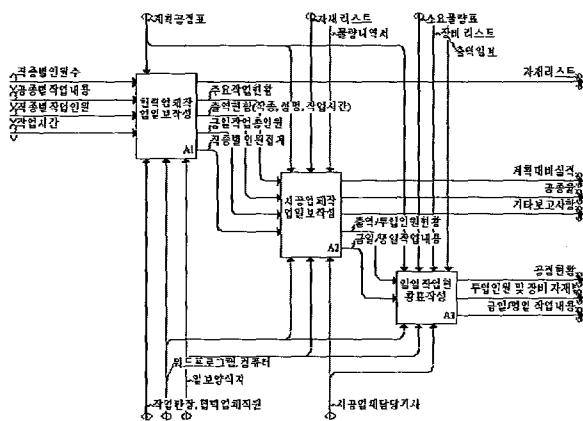 계획공정표
자재리스트
물량내역서
소요물량표
장비리스트
출역일보
직종별인원수
공종별작업내용
직종별작업인원
작업시간
협력업체작
업일보작성
A1
주요작업현황
출역현황(직종, 성명, 작업시간)
금일작업총인원
직종별인원집계
자재리스트
시공업체작
업일보작성
A2
계획대비실적
공종율
기타보고사항
출역/투입인원현황
금일/명일작업내용
일일작업현
황표작성
A3
공정현황
투입인원 및 장비 자재
금일/명일 작업내용
워드프로그램, 컴퓨터
일보양식지
작업반장, 협력업체직원
시공업체담당기사